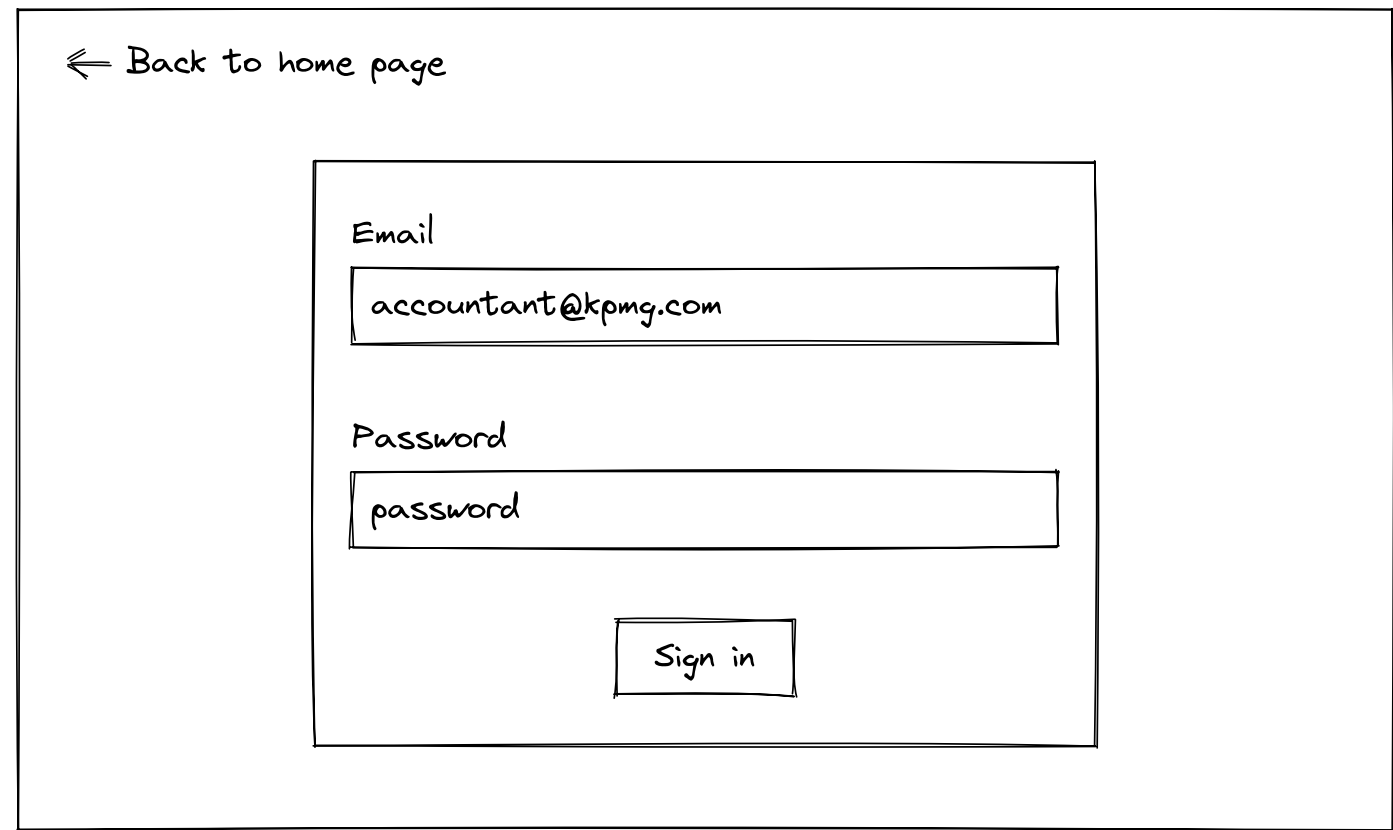 ← Back to home page
Email
accountant@kpmg.com
Password
password
Sign in